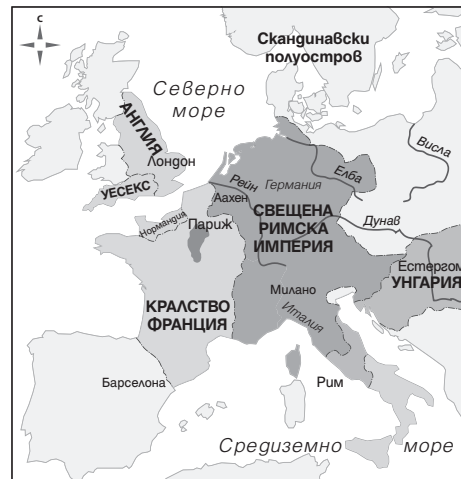 С
Скандинавски
полуостров
Северно
море
АНГЛИЯ
Лондон
УЕСЕКС
Висла
Елба
Рейн
Германия
Аахен
Нормандия
Париж
СВЕЩЕНА
РИМСКА
ИМПЕРИЯ
Дунав
Естергом
УНГАРИЯ
Милано
КРАЛСТВО
ФРАНЦИЯ
Италия
Барселона
Рим
Средиземно море